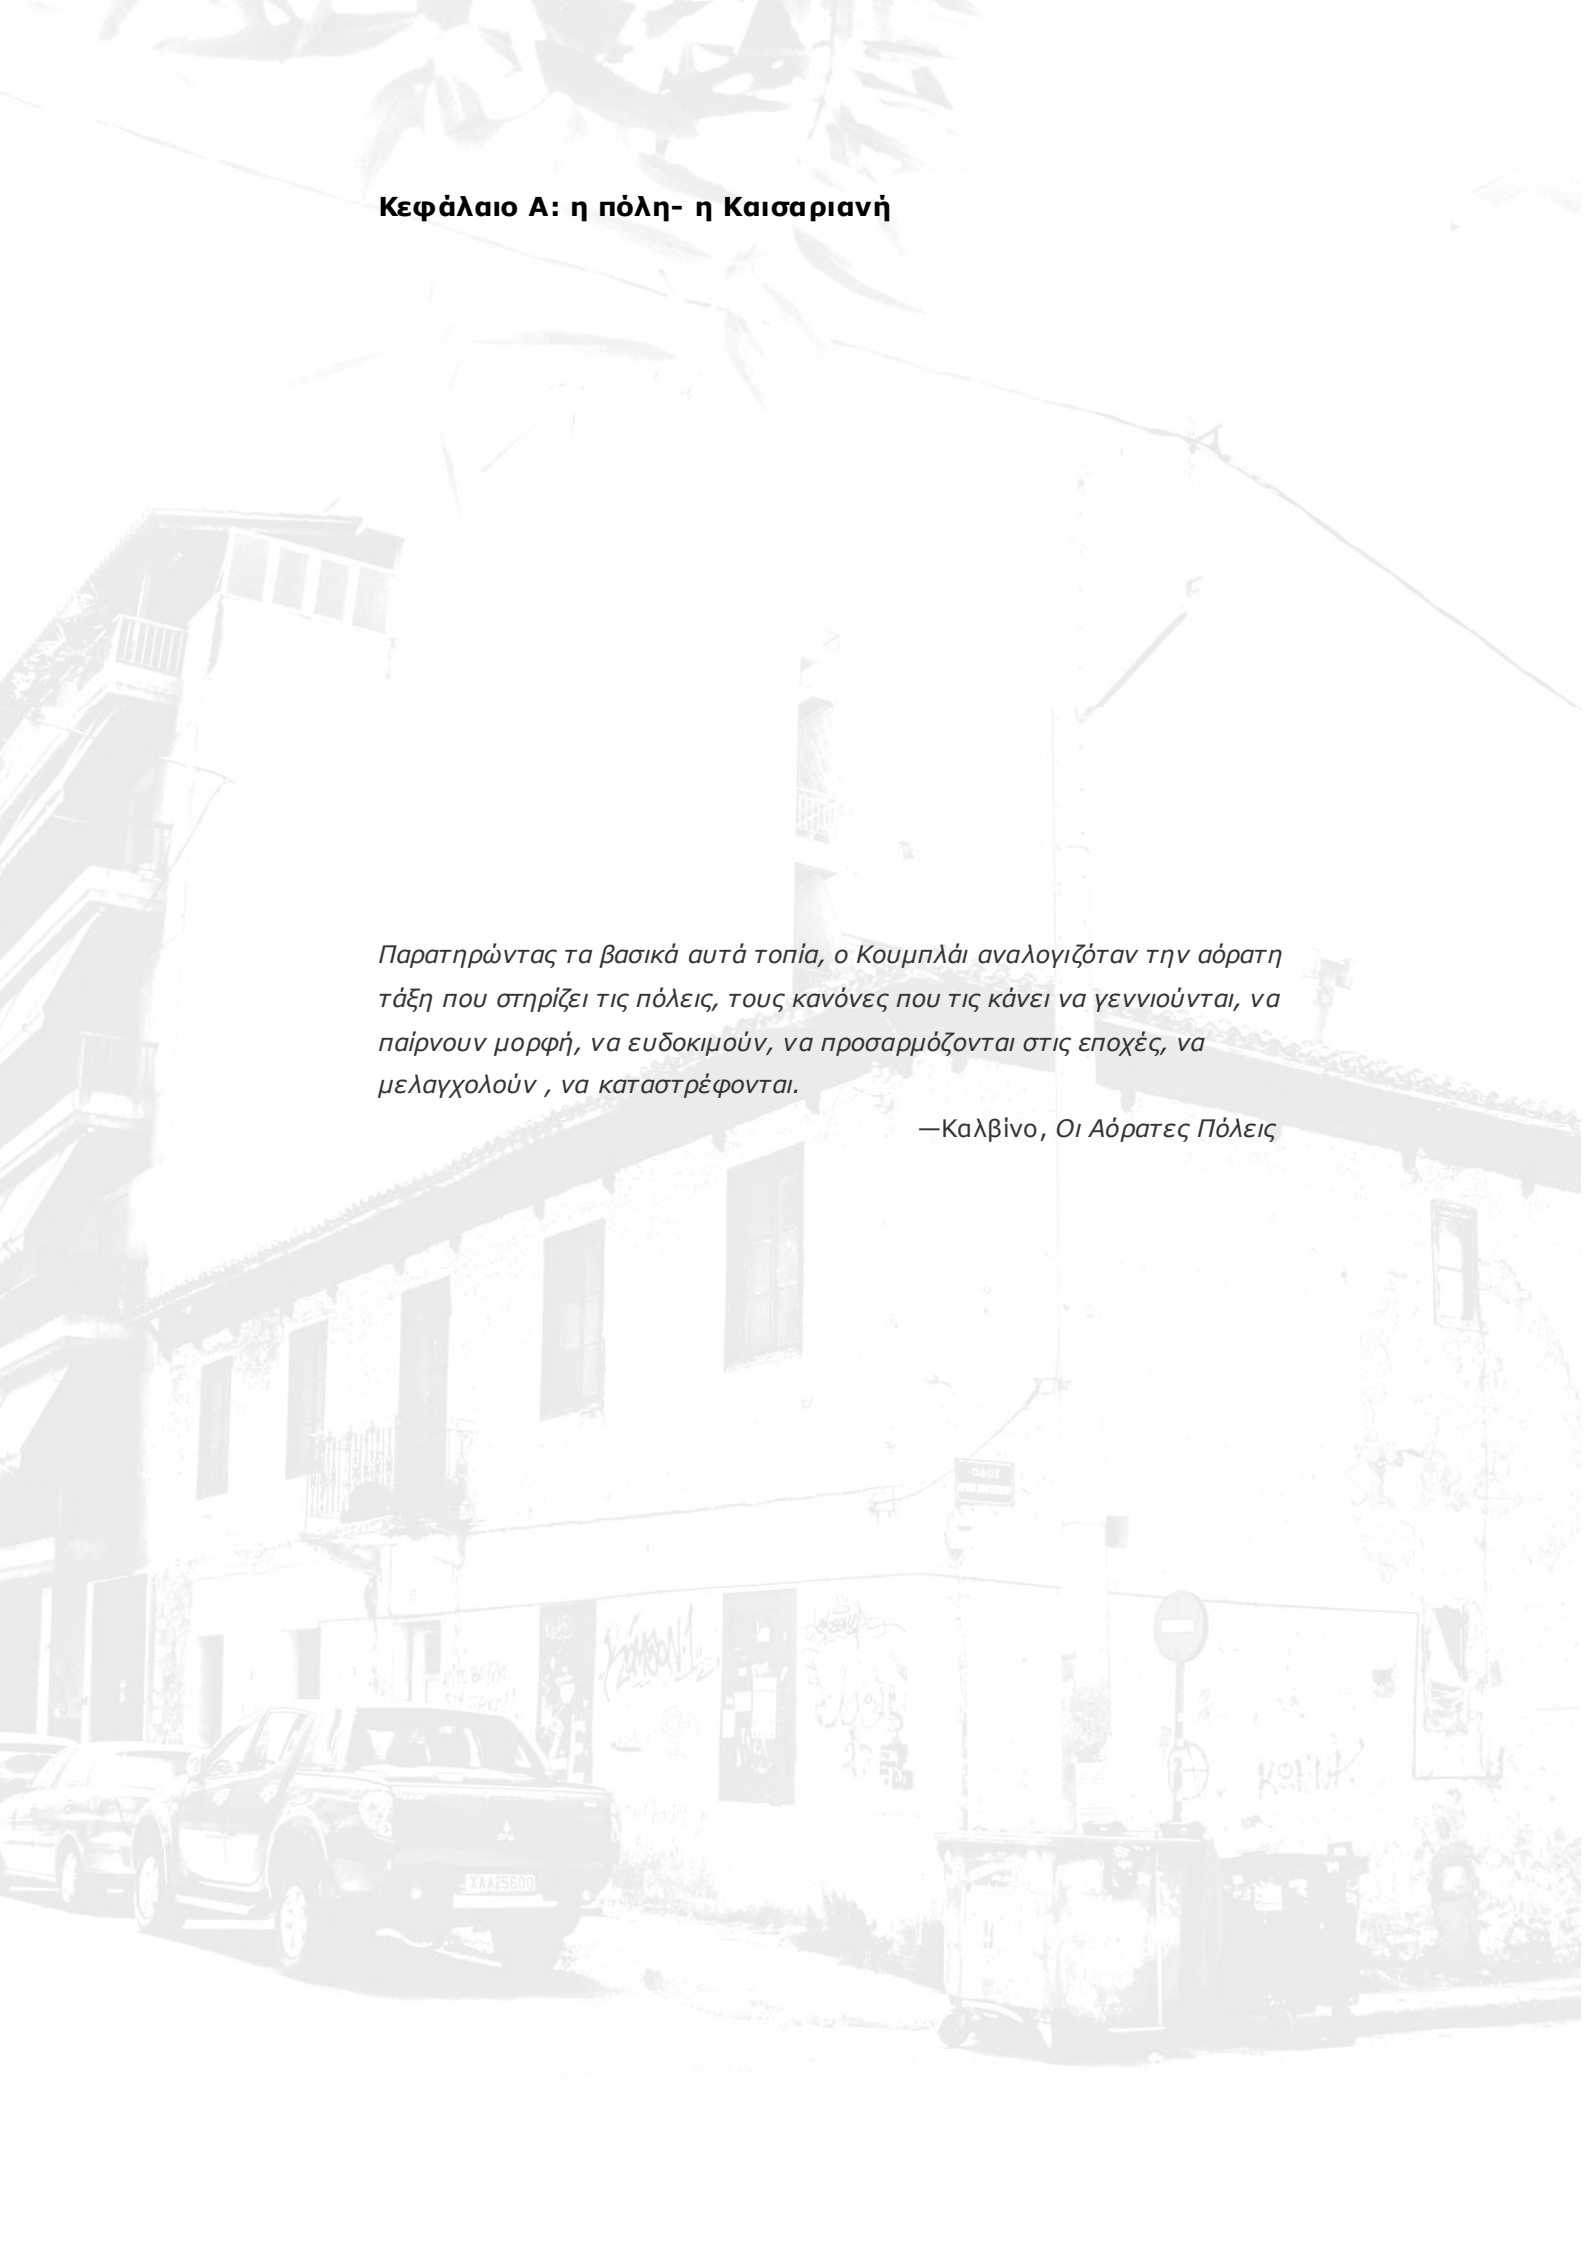 Κεφάλαιο Α: η πόλη- η Καισαριανή
Παρατηρώντας τα βασικά αυτά τοπία, ο Κουμπλάι αναλογιζόταν την αόρατη
τάξη που στηρίζει τις πόλεις, τους κανόνες που τις κάνει να γεννιούνται, να
παίρνουν μορφή, να ευδοκιμούν, να προσαρμόζονται στις εποχές, να
μελαγχολούν , να καταστρέφονται.
—Καλβίνο, Οι Αόρατες Πόλεις
ΟΔΟΣ
ΧΑΑ5600